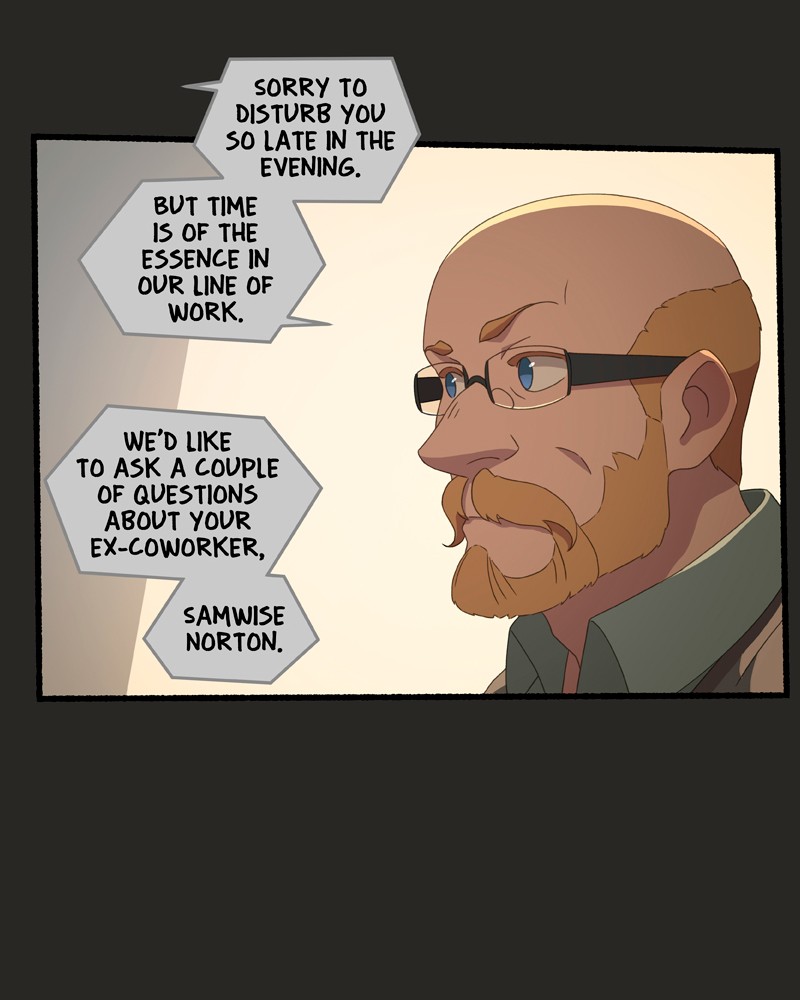 SORRY TO
DISTURB YOU
SO LATE IN THE
EVENING.
BUT TIME
IS OF THE
ESSENCE IN
OUR LINE OF
WORK.
WE'D LIKE
TO ASK A COUPLE
OF QUESTIONS
ABOUT YOUR
EX-COWORKER,
SAMWISE
NORTON.